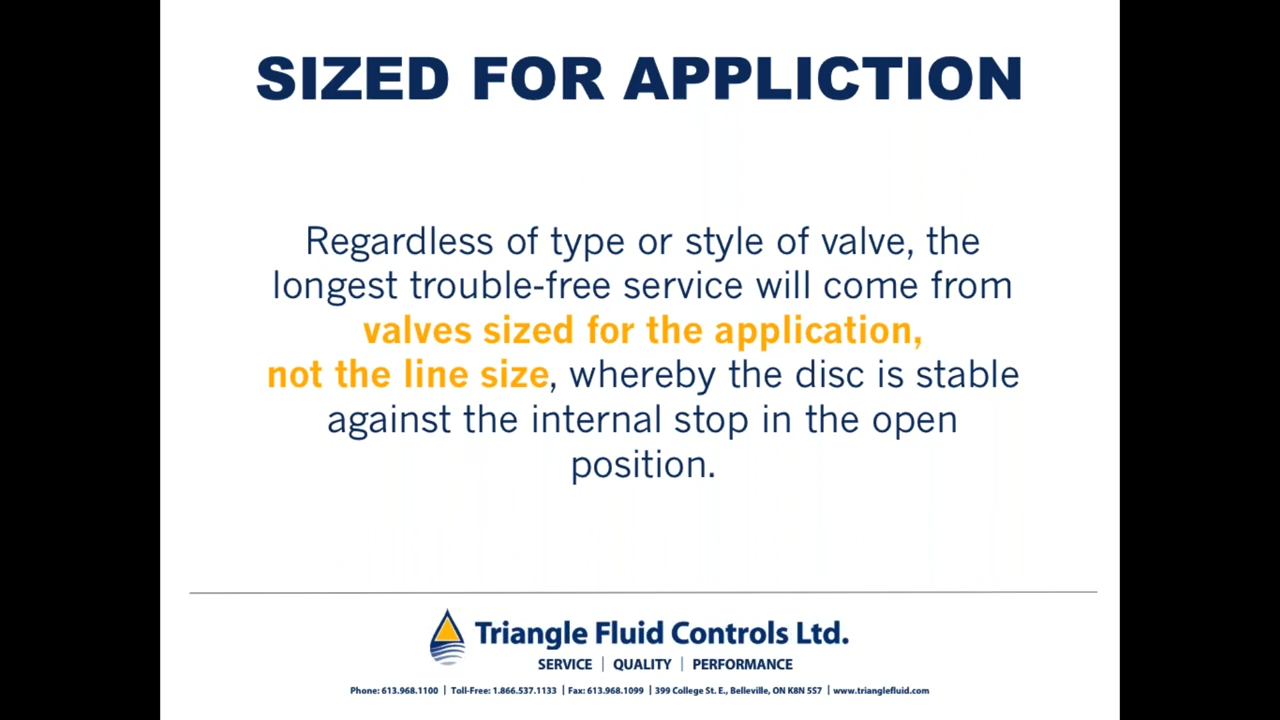 SIZED FOR APPLICTION
Regardless of type or style of valve, the
longest trouble-free service will come from
valves sized for the application,
not the line size, whereby the disc is stable
against the internal stop in the open
position.
Triangle Fluid Controls Ltd.
SERVICE | QUALITY | PERFORMANCE
Phone: 613.968.1100 | Toll-Free: 1.866.537.1133 | Fax: 613.968.1099 | 399 College St. E., Belleville, ON K8N 5S7 | www.trianglefluid.com